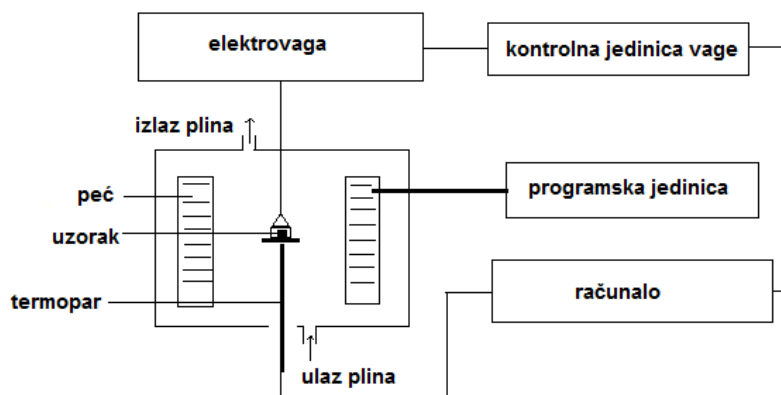 elektrovaga
kontrolna jedinica vage
izlaz plina
peć
programska jedinica
uzorak
termopar
računalo
ulaz plina